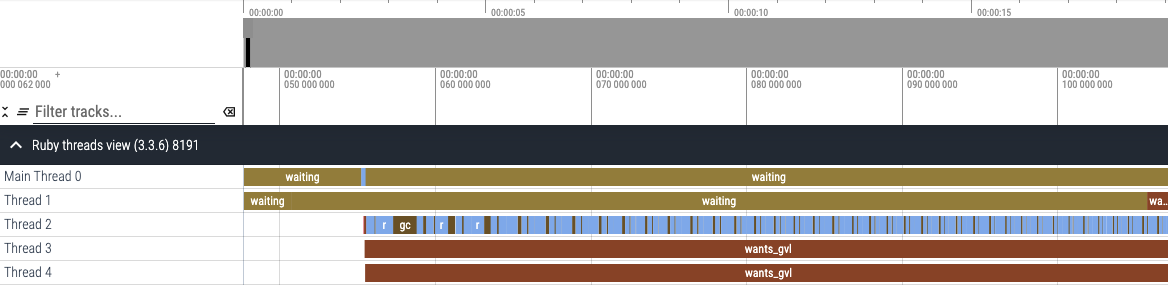 00:00:00 00:00:05 00:00:10 00:00:15
00:00:00 + 00:00:00 00:00:00 00:00:00 00:00:00 00:00:00 00:00:00
000 062 000 050 000 000 060 000 000 070 000 000 080 000 000 090 000 000 100 000 000
Filter tracks...
Ruby threads view (3.3.6) 8191
Main Thread 0 waiting waiting
Thread 1 waiting waiting wa...
Thread 2 r gc r r
Thread 3 wants_gvl
Thread 4 wants_gvl